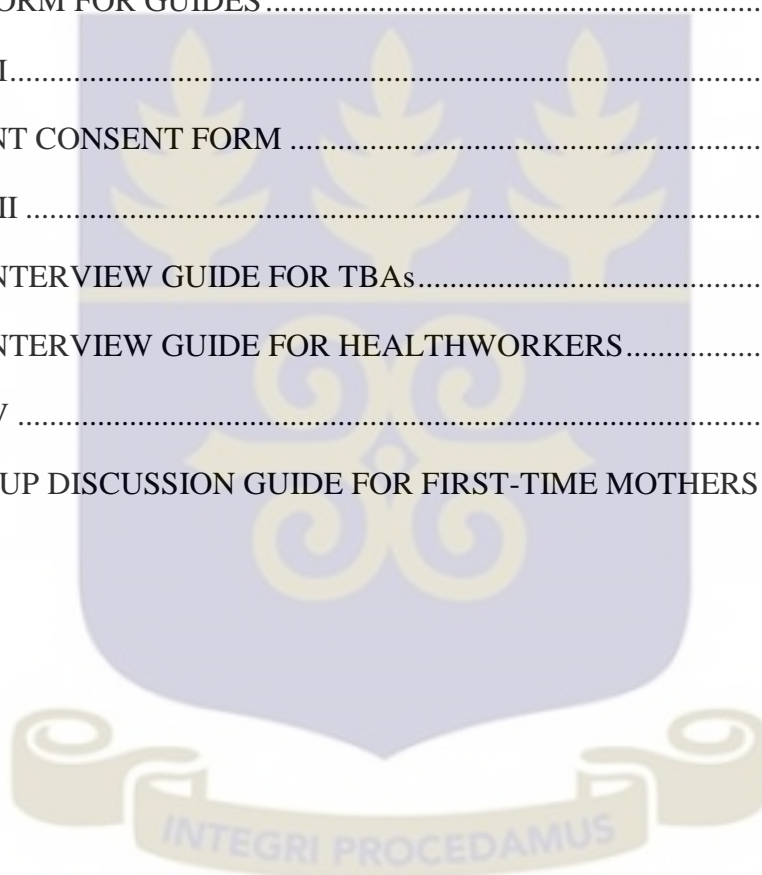 ORM FOR GUIDES.............................................................
I.............................................................................................
NT CONSENT FORM ..........................................................
II ...........................................................................................
NTERVIEW GUIDE FOR TBAs..........................................
NTERVIEW GUIDE FOR HEALTHWORKERS.................
V ...........................................................................................
UP DISCUSSION GUIDE FOR FIRST-TIME MOTHERS
INTEGRI PROCEDAMUS